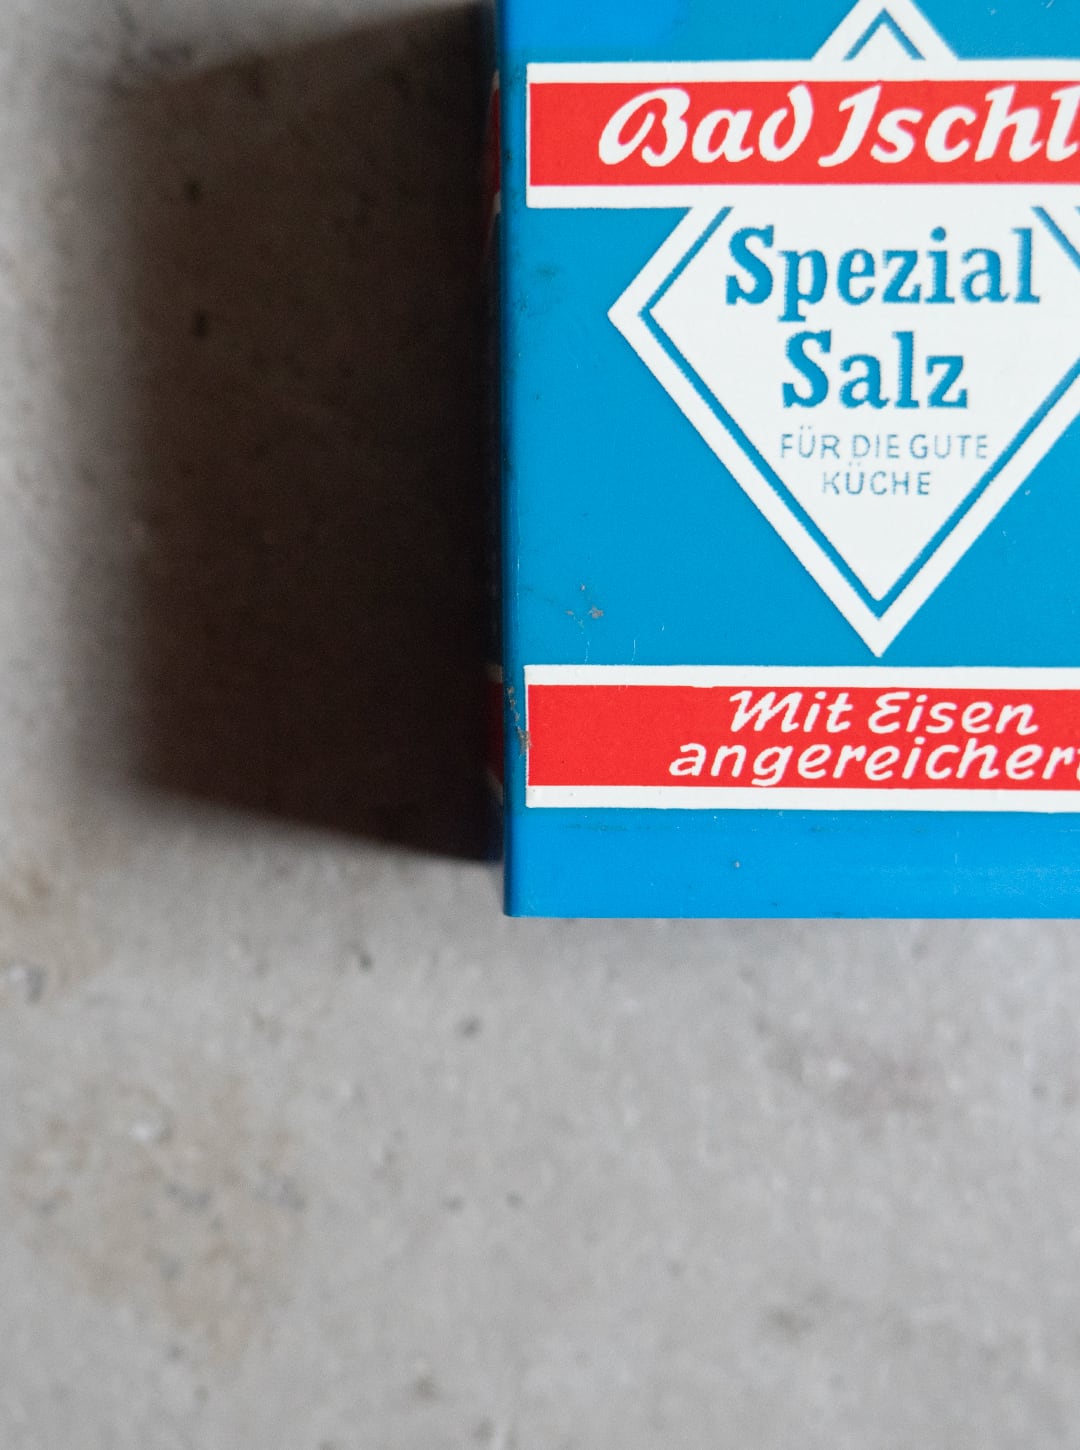 Bad Ischl
Spezial
Salz
FÜR DIE GUTE
KÜCHE
Mit Eisen
angereichert